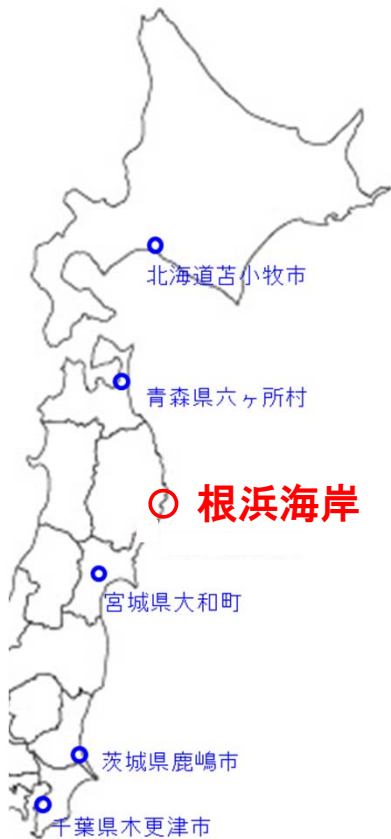 北海道苫小牧市
青森県六ヶ所村
根浜海岸
宮城県大和町
茨城県鹿嶋市
千葉県木更津市